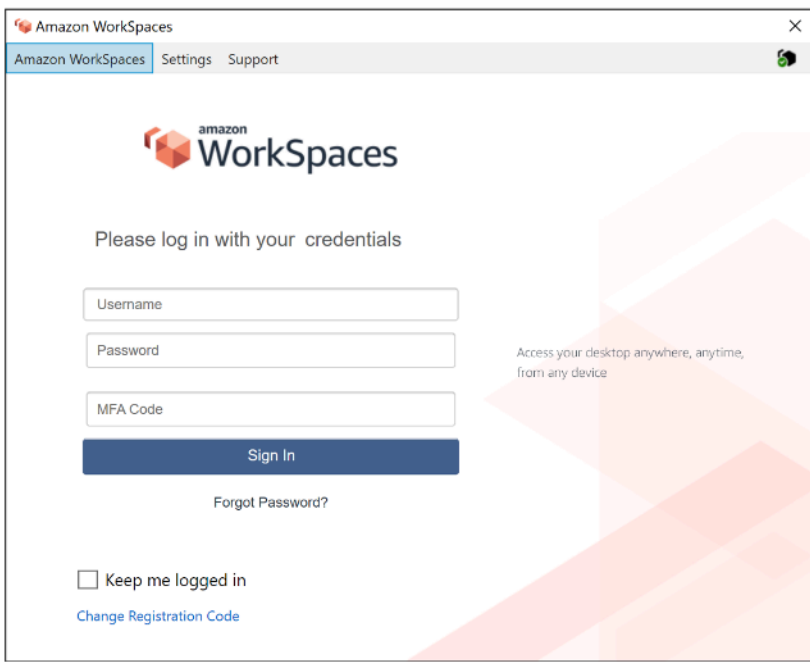 Amazon WorkSpaces
Amazon WorkSpaces Settings Support
amazon
WorkSpaces
Please log in with your credentials
Username
Password
Access your desktop anywhere, anytime,
from any device
MFA Code
Sign In
Forgot Password?
Keep me logged in
Change Registration Code